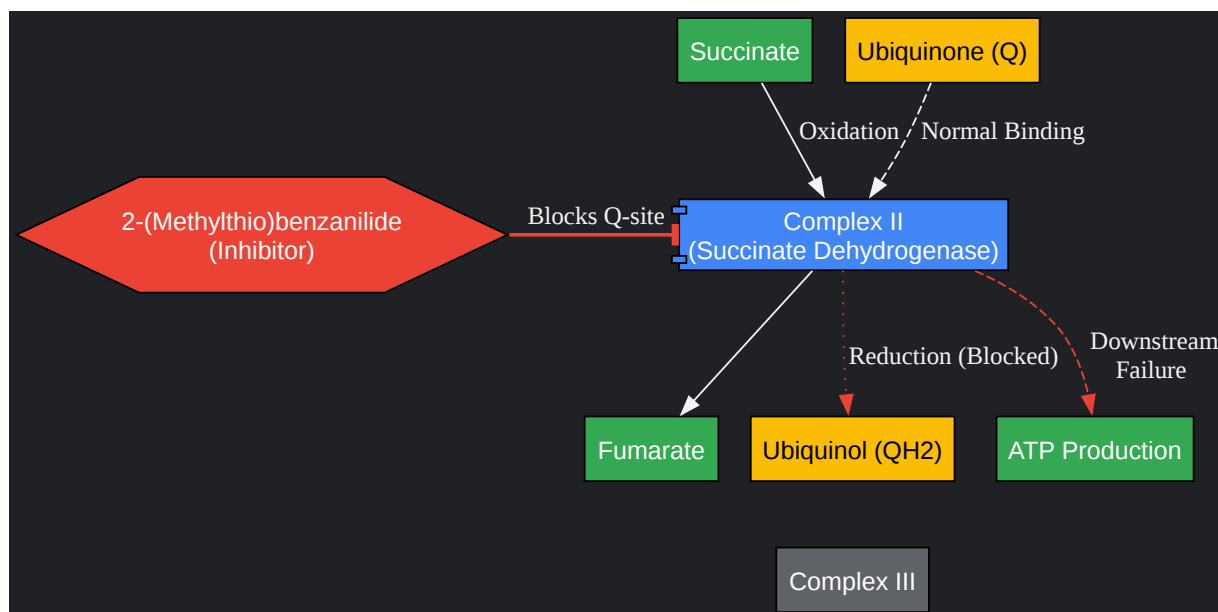 Succinate
Ubiquinone (Q)
Oxidation
Normal Binding
2-(Methylthio)benzanilide
(Inhibitor)
Blocks Q-site
Complex II
(Succinate Dehydrogenase)
Reduction (Blocked)
Downstream
Failure
Fumarate
Ubiquinol (QH2)
ATP Production
Complex III